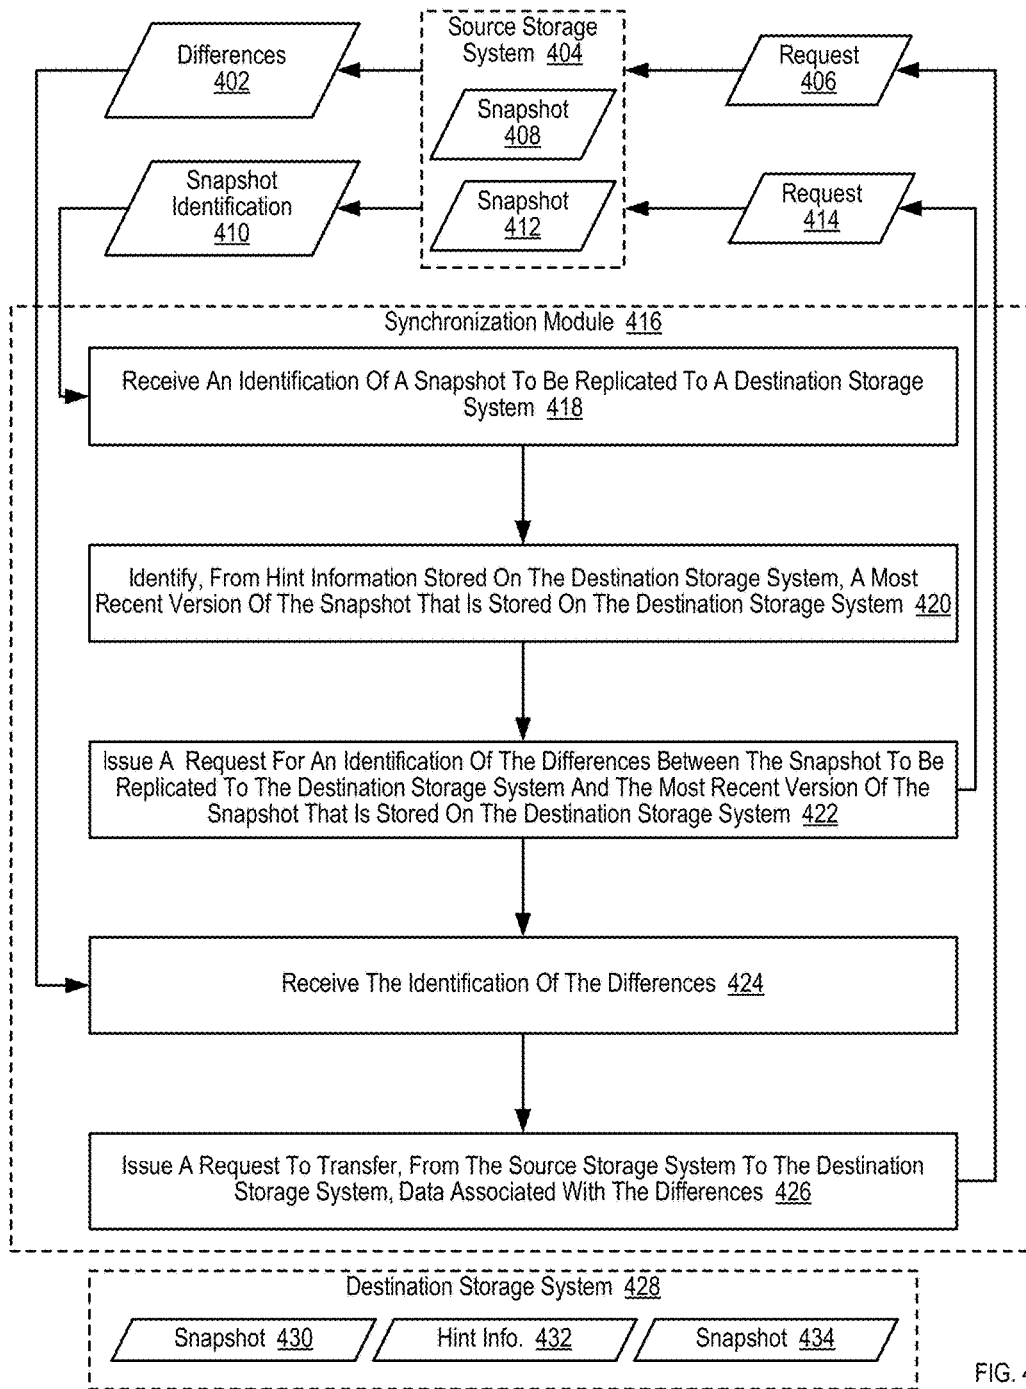 Differences
402
Source Storage
System 404
Request
406
Snapshot
408
Snapshot
Identification
410
Snapshot
412
Request
414
Synchronization Module 416
Receive An Identification Of A Snapshot To Be Replicated To A Destination Storage
System 418
Identify, From Hint Information Stored On The Destination Storage System, A Most
Recent Version Of The Snapshot That Is Stored On The Destination Storage System 420
Issue A Request For An Identification Of The Differences Between The Snapshot To Be
Replicated To The Destination Storage System And The Most Recent Version Of The
Snapshot That Is Stored On The Destination Storage System 422
Receive The Identification Of The Differences 424
Issue A Request To Transfer, From The Source Storage System To The Destination
Storage System, Data Associated With The Differences 426
Destination Storage System 428
Snapshot 430
Hint Info. 432
Snapshot 434
FIG. 4